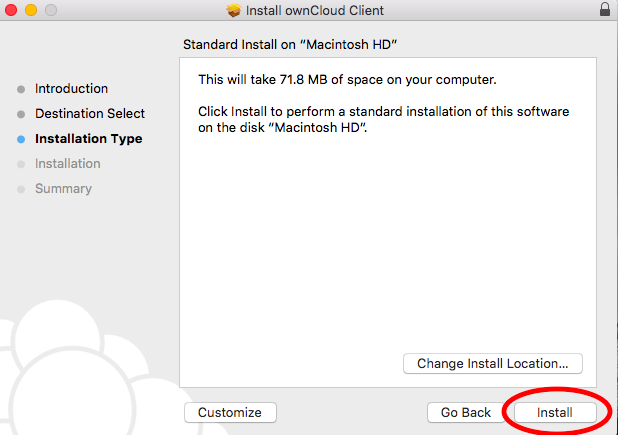 Install ownCloud Client
Standard Install on “Macintosh HD”
Introduction
Destination Select
Installation Type
Installation
Summary
This will take 71.8 MB of space on your computer.
Click Install to perform a standard installation of this software
on the disk “Macintosh HD”.
Change Install Location...
Customize
Go Back
Install